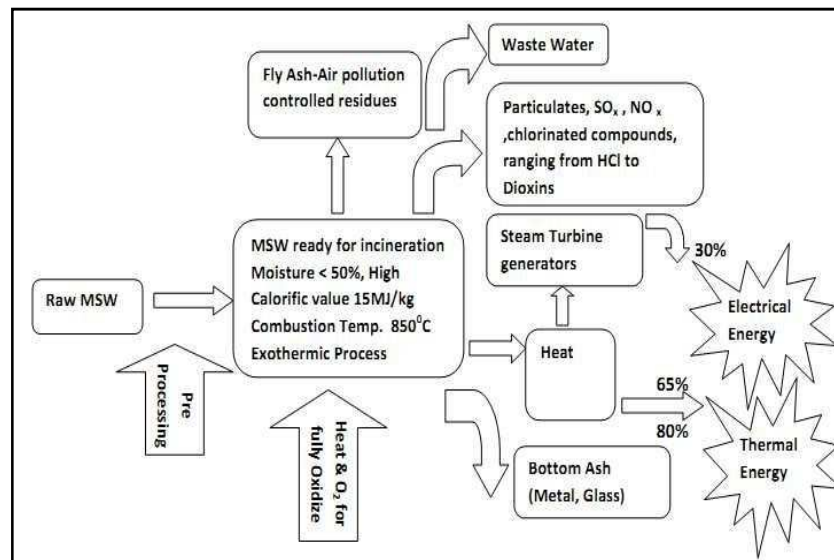 Waste Water
Fly Ash-Air pollution
controlled residues
Particulates, SOₓ , NO ₓ
,chlorinated compounds,
ranging from HCl to
Dioxins
MSW ready for incineration
Moisture < 50%, High
Calorific value 15MJ/kg
Combustion Temp. 850⁰C
Exothermic Process
Steam Turbine
generators
30%
Raw MSW
Electrical
Energy
Heat
65%
80%
Thermal
Energy
Pre
Processing
Heat & O₂ for
fully Oxidize
Bottom Ash
(Metal, Glass)